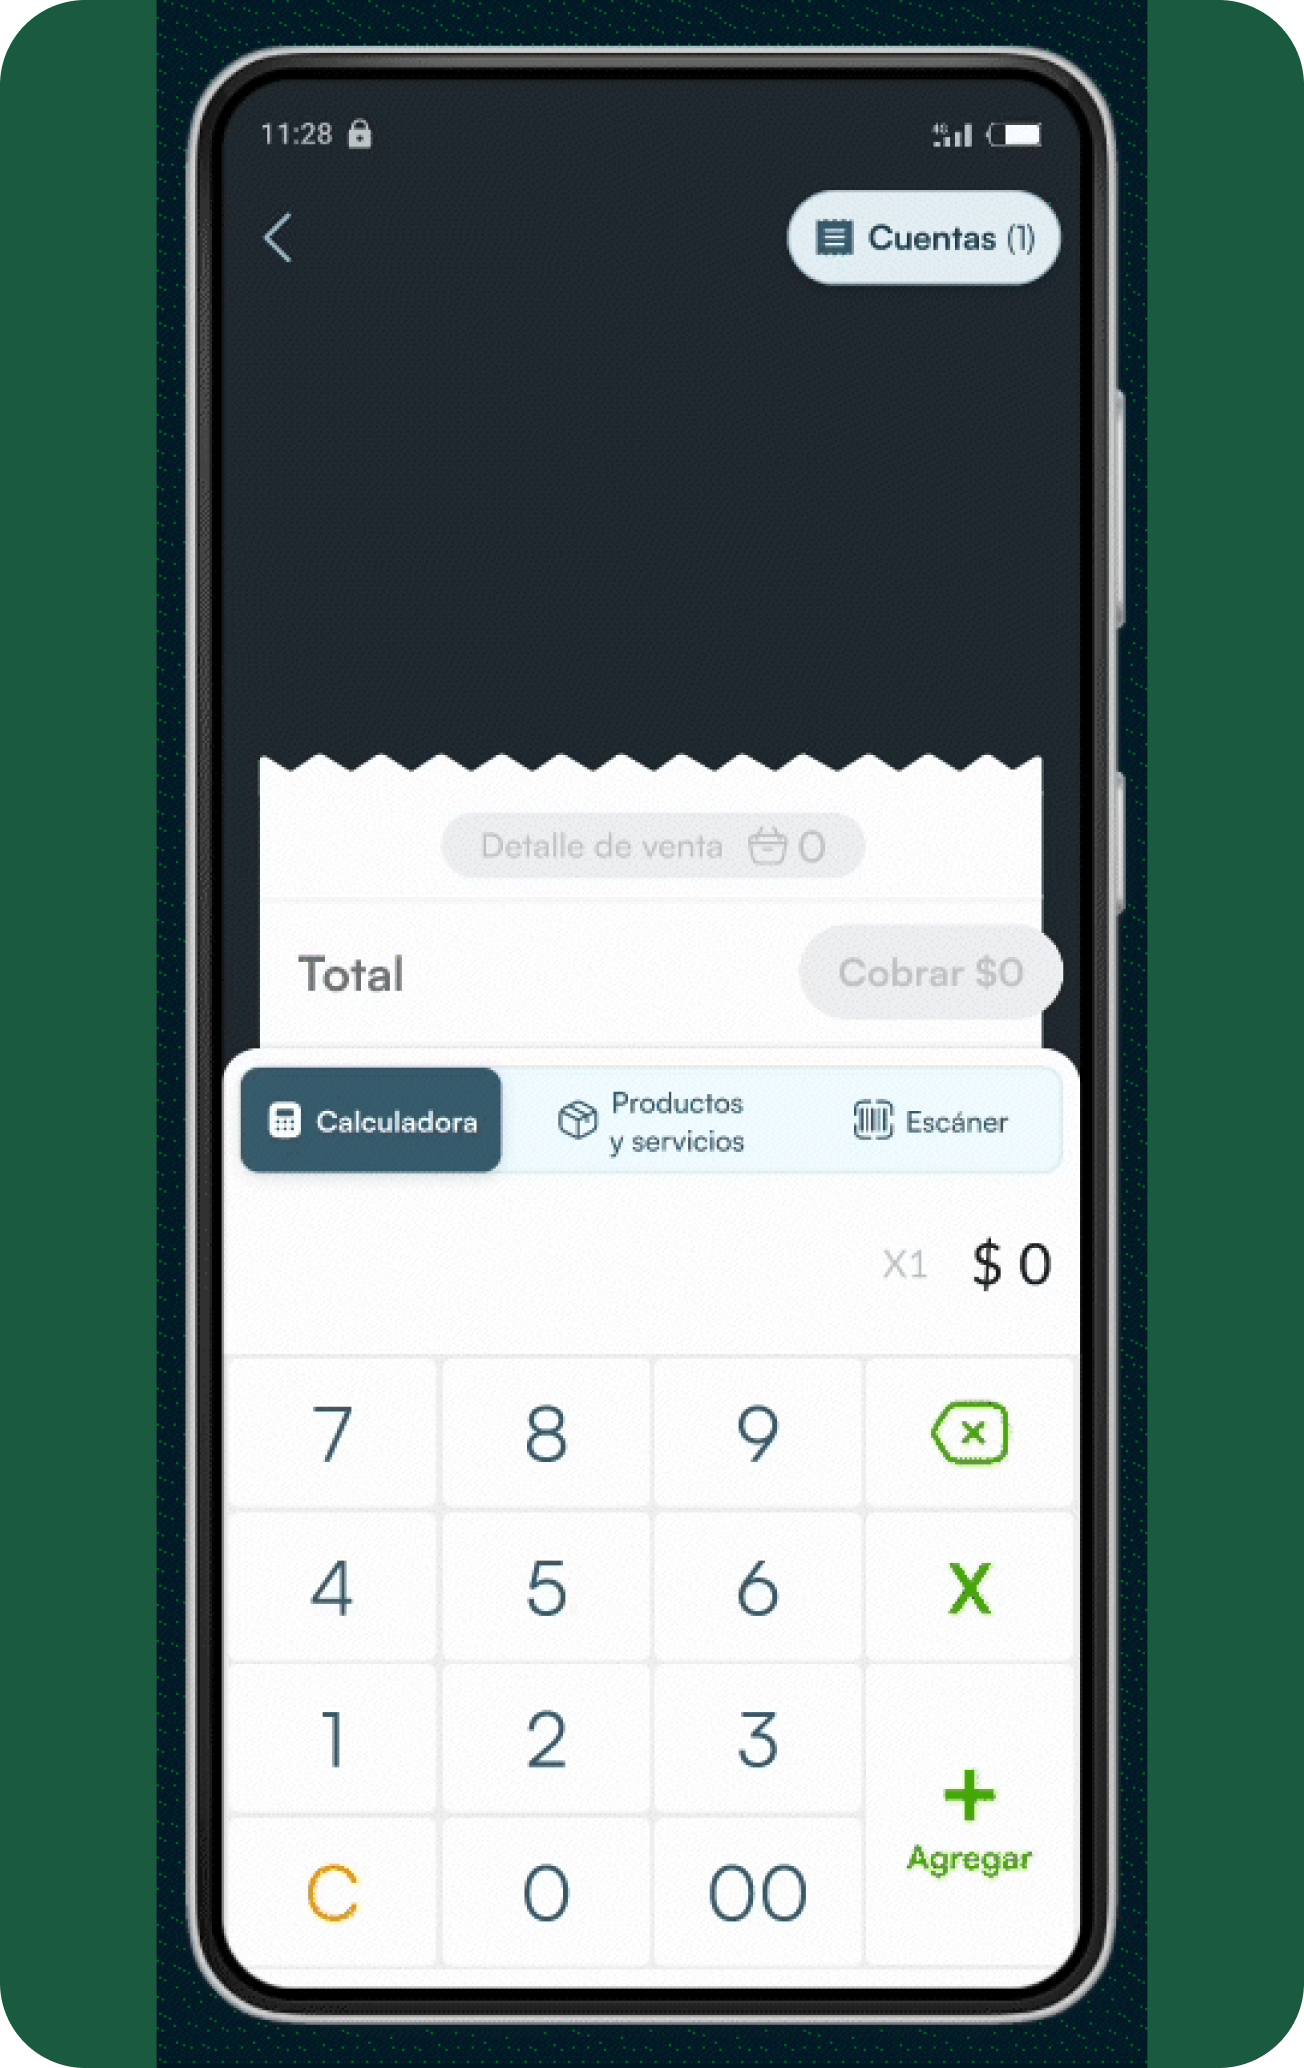 11:28 4G
Cuentas (1)
Detalle de venta 0
Total Cobrar $0
Calculadora
Productos
y servicios
Escáner
X1 $ 0
7 8 9
4 5 6 X
1 2 3
+
Agregar
C 0 00